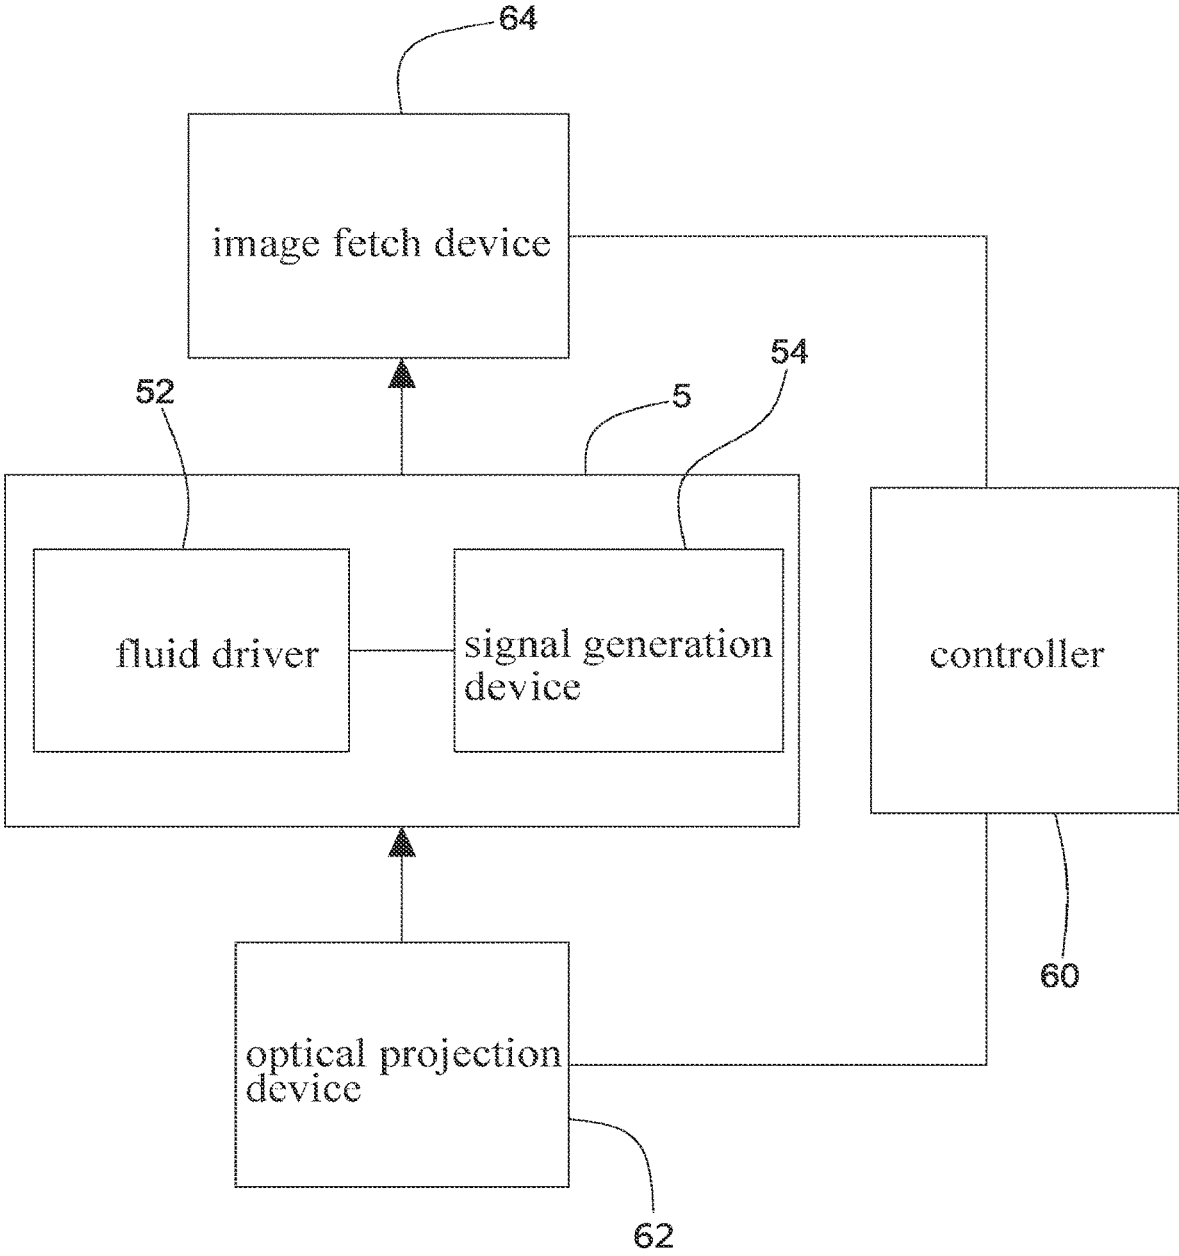 64
image fetch device
54
52
5
fluid driver
signal generation
device
controller
60
optical projection
device
62